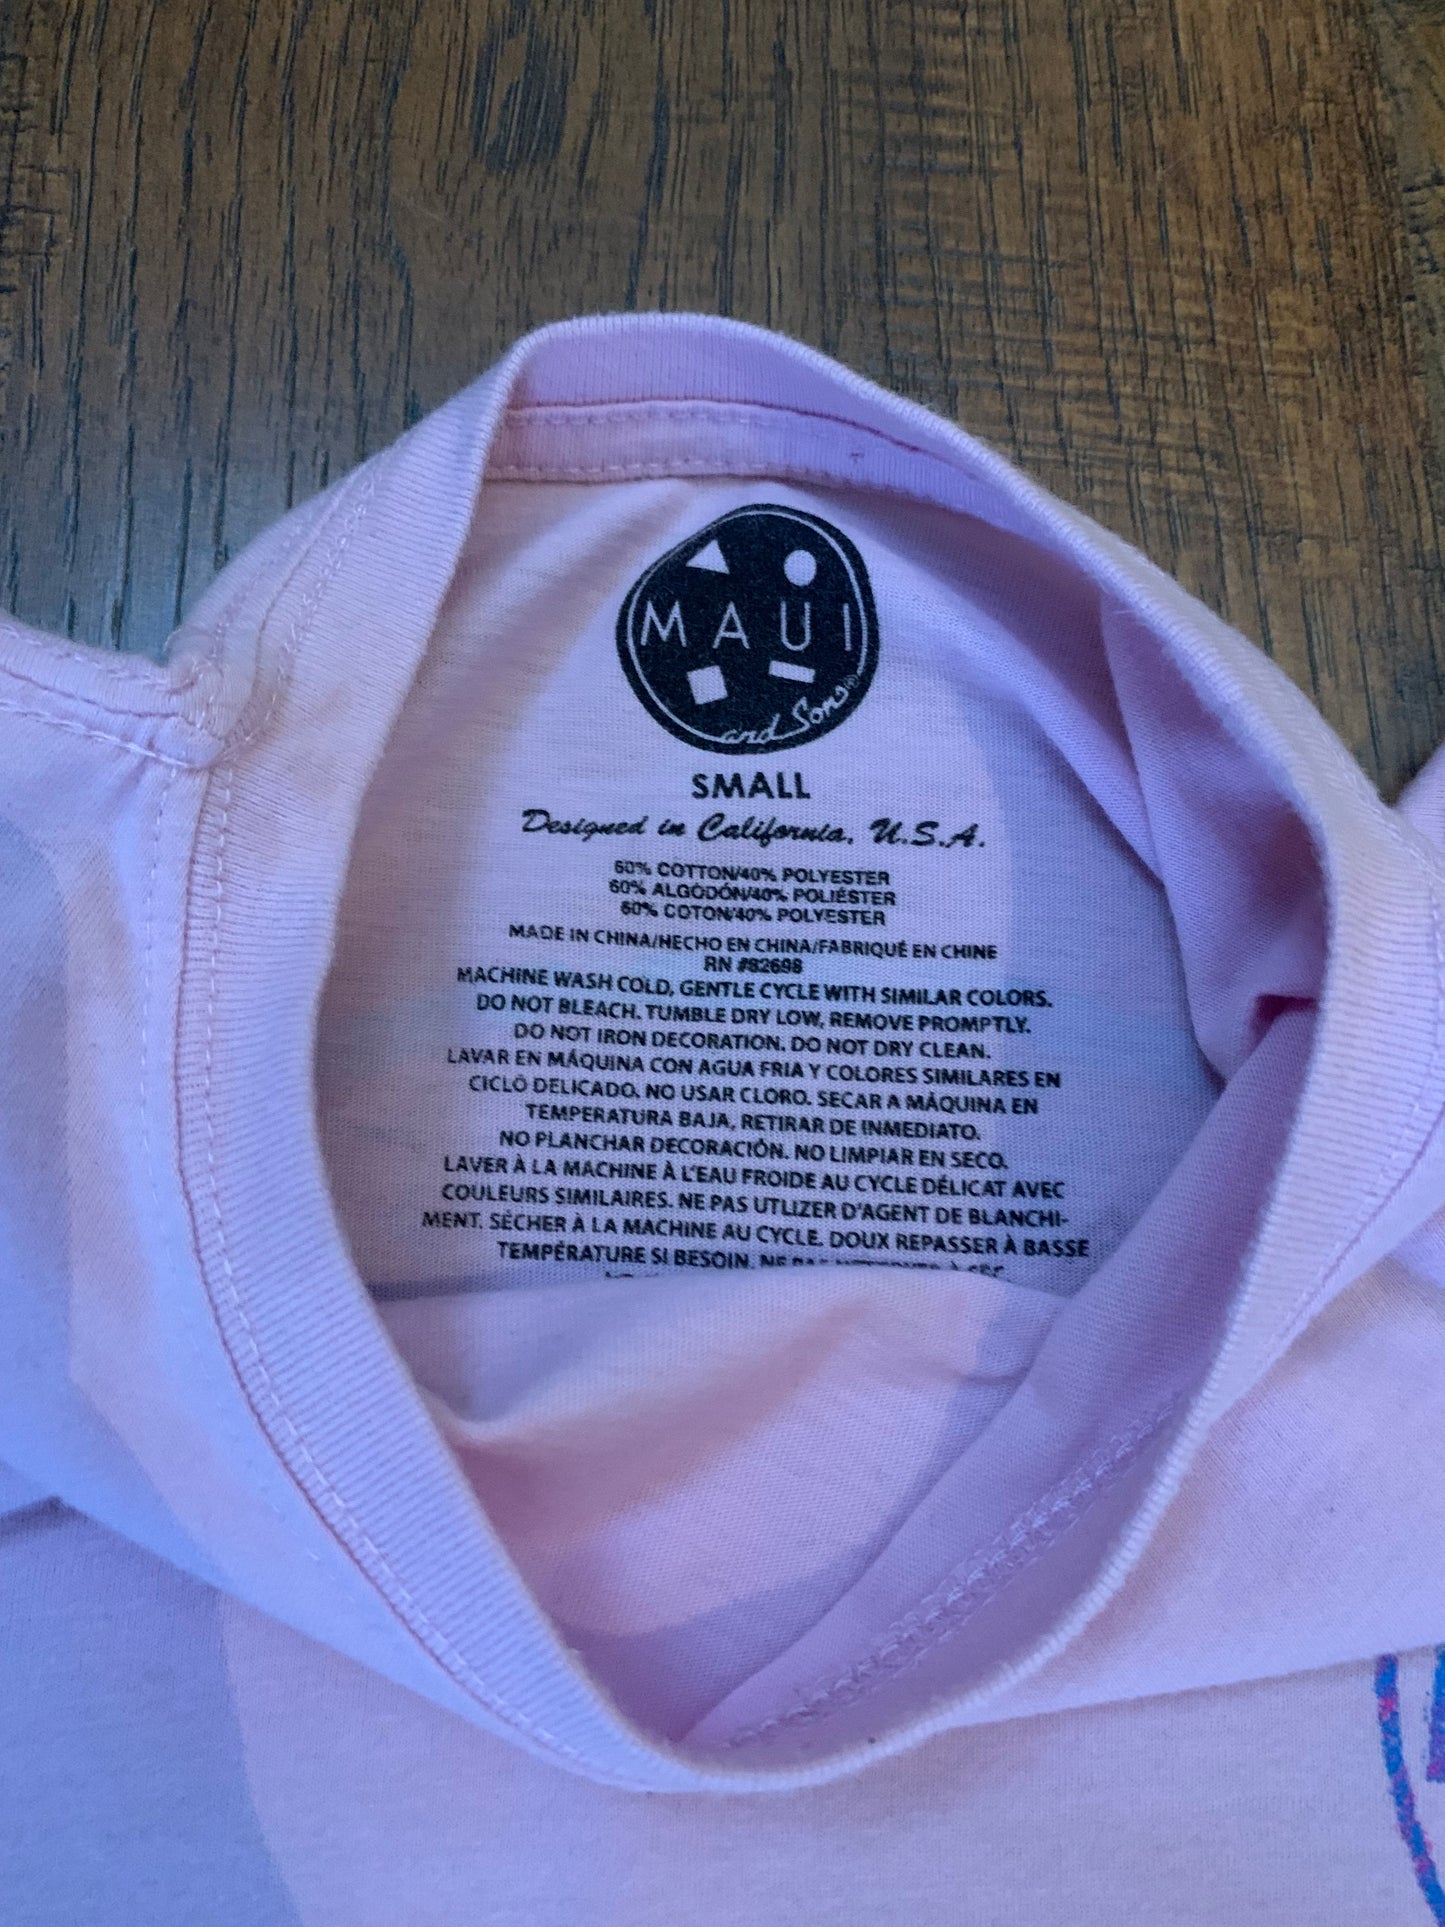 MAUI
and Sons®
SMALL
Designed in California, U.S.A.
60% COTTON/40% POLYESTER
60% ALGODÓN/40% POLIÉSTER
60% COTON/40% POLYESTER
MADE IN CHINA/HECHO EN CHINA/FABRIQUÉ EN CHINE
RN #82698
MACHINE WASH COLD, GENTLE CYCLE WITH SIMILAR COLORS.
DO NOT BLEACH. TUMBLE DRY LOW, REMOVE PROMPTLY.
DO NOT IRON DECORATION. DO NOT DRY CLEAN.
LAVAR EN MÁQUINA CON AGUA FRIA Y COLORES SIMILARES EN
CICLO DELICADO. NO USAR CLORO. SECAR A MÁQUINA EN
TEMPERATURA BAJA, RETIRAR DE INMEDIATO.
NO PLANCHAR DECORACIÓN. NO LIMPIAR EN SECO.
LAVER À LA MACHINE À L'EAU FROIDE AU CYCLE DÉLICAT AVEC
COULEURS SIMILAIRES. NE PAS UTLIZER D'AGENT DE BLANCHI-
MENT. SÈCHER À LA MACHINE AU CYCLE. DOUX REPASSER À BASSE
TEMPÉRATURE SI BESOIN. NE PAS